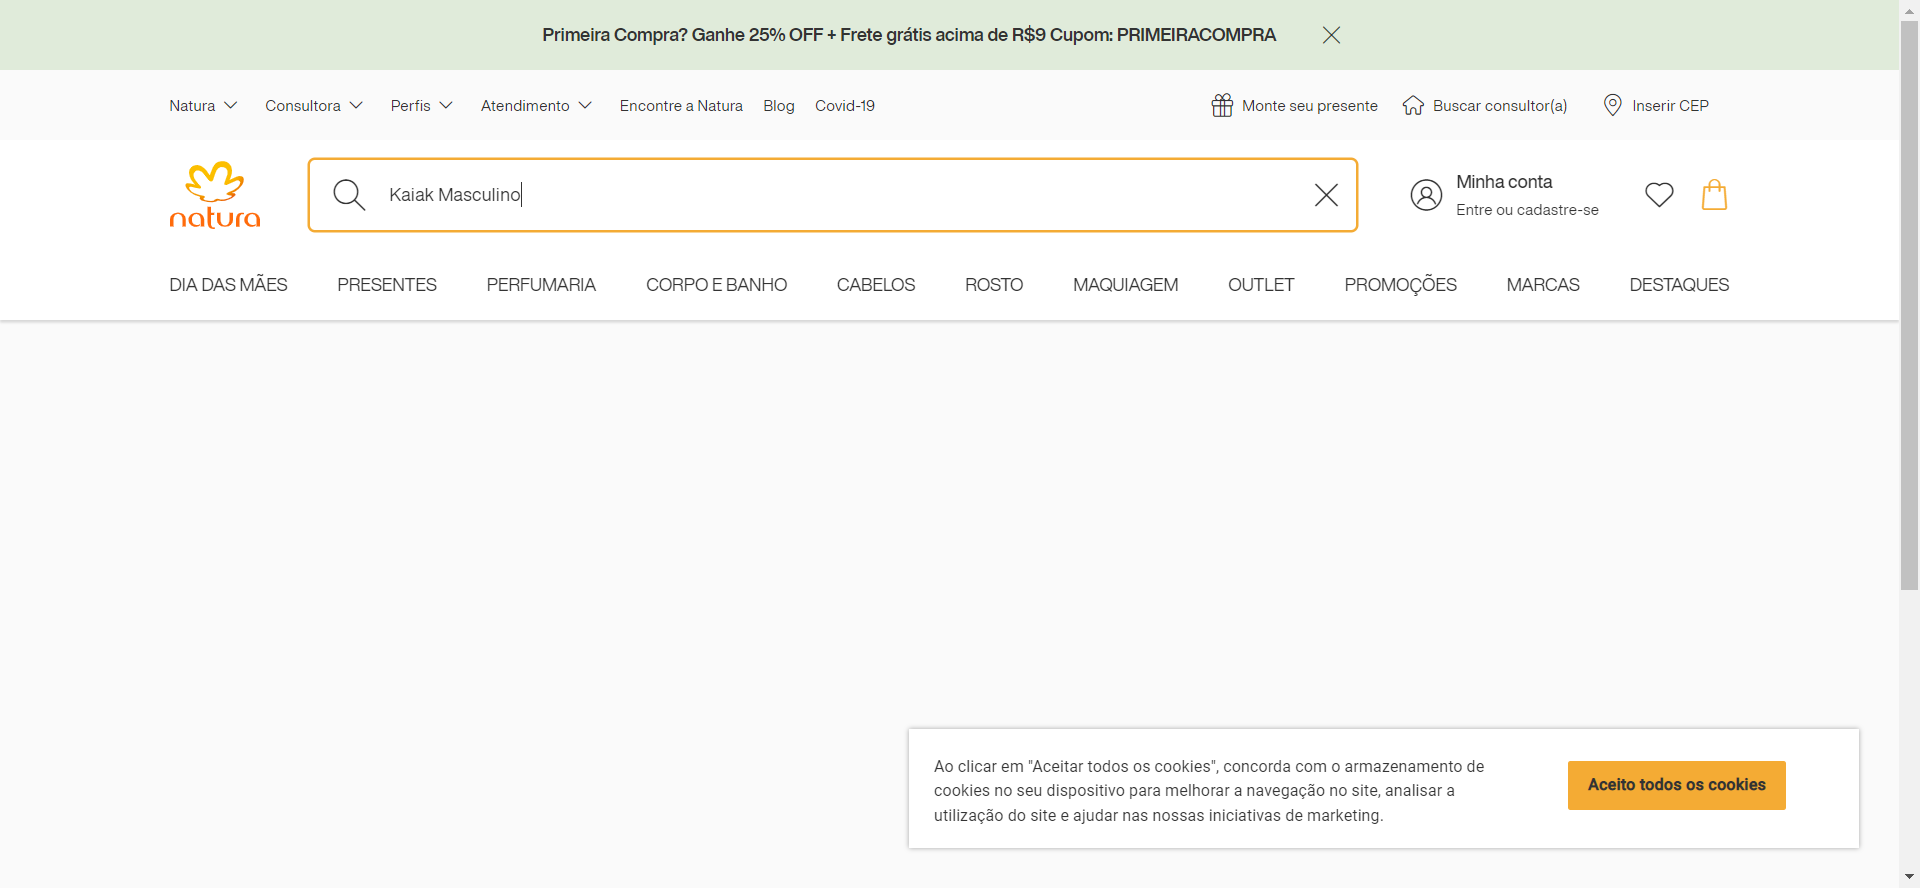 Primeira Compra? Ganhe 25% OFF + Frete grátis acima de R$9 Cupom: PRIMEIRACOMPRA
Natura Consultora Perfis Atendimento Encontre a Natura Blog Covid-19 Monte seu presente Buscar consultor(a) Inserir CEP
natura
Kaiak Masculino
Minha conta
Entre ou cadastre-se
DIA DAS MÃES PRESENTES PERFUMARIA CORPO E BANHO CABELOS ROSTO MAQUIAGEM OUTLET PROMOÇÕES MARCAS DESTAQUES
Ao clicar em "Aceitar todos os cookies", concorda com o armazenamento de
cookies no seu dispositivo para melhorar a navegação no site, analisar a
utilização do site e ajudar nas nossas iniciativas de marketing.
Aceito todos os cookies